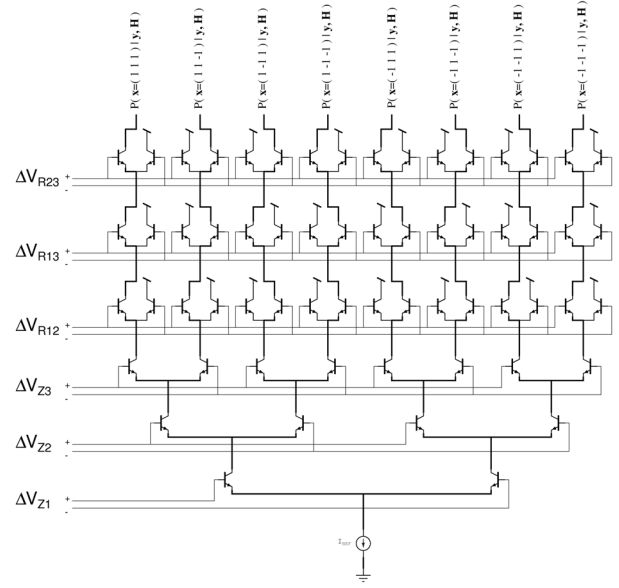 P( x=( 1 1 1 ) | y, H)
P( x=( 1 1 -1 ) | y, H)
P( x=( 1 -1 1 ) | y, H)
P( x=( 1 -1 -1 ) | y, H)
P( x=( -1 1 1 ) | y, H)
P( x=( -1 1 -1 ) | y, H)
P( x=( -1 -1 1 ) | y, H)
P( x=( -1 -1 -1 ) | y, H)
ΔV_R23 +
-
ΔV_R13 +
-
ΔV_R12 +
-
ΔV_Z3 +
-
ΔV_Z2 +
-
ΔV_Z1 +
-